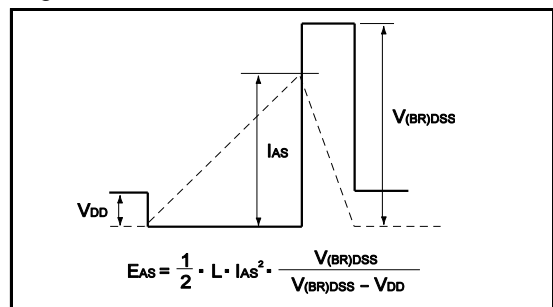 V(BR)DSS
IAS
VDD
EAS = 1/2 · L · IAS² · V(BR)DSS / V(BR)DSS – VDD